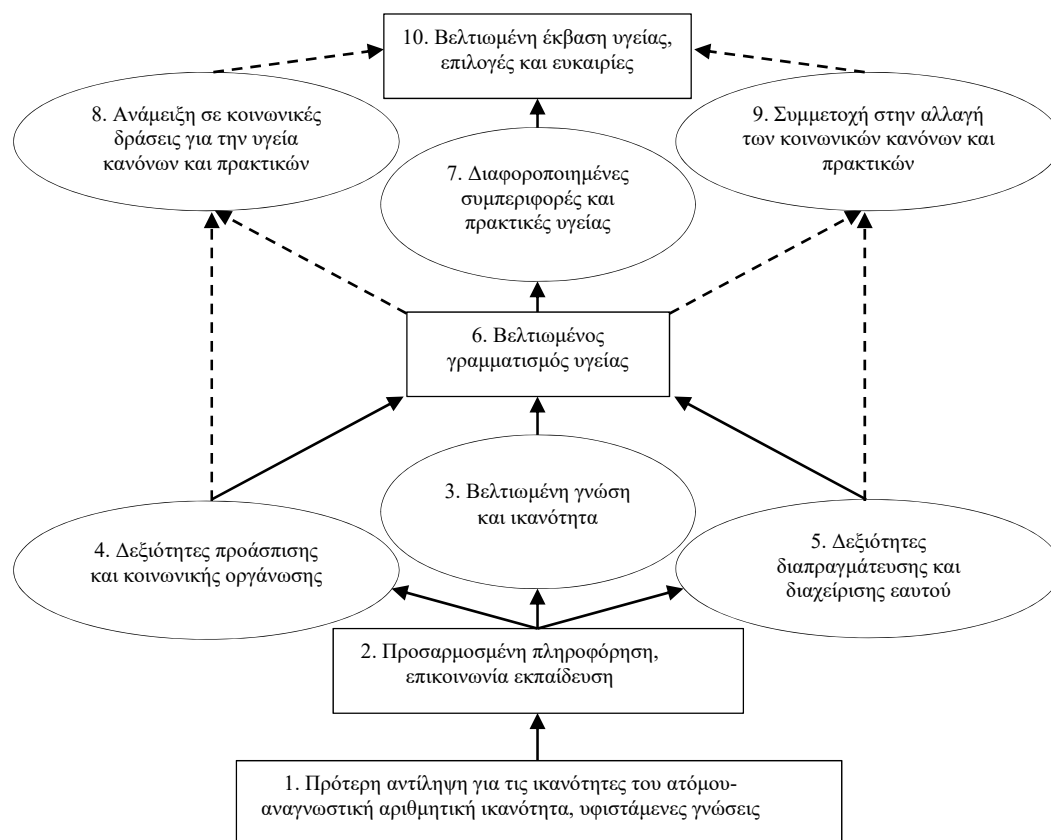 10. Βελτιωμένη έκβαση υγείας,
επιλογές και ευκαιρίες
8. Ανάμειξη σε κοινωνικές
δράσεις για την υγεία
κανόνων και πρακτικών
9. Συμμετοχή στην αλλαγή
των κοινωνικών κανόνων και
πρακτικών
7. Διαφοροποιημένες
συμπεριφορές και
πρακτικές υγείας
6. Βελτιωμένος
γραμματισμός υγείας
3. Βελτιωμένη γνώση
και ικανότητα
4. Δεξιότητες προάσπισης
και κοινωνικής οργάνωσης
5. Δεξιότητες
διαπραγμάτευσης και
διαχείρισης εαυτού
2. Προσαρμοσμένη πληροφόρηση,
επικοινωνία εκπαίδευση
1. Πρότερη αντίληψη για τις ικανότητες του ατόμου-
αναγνωστική αριθμητική ικανότητα, υφιστάμενες γνώσεις